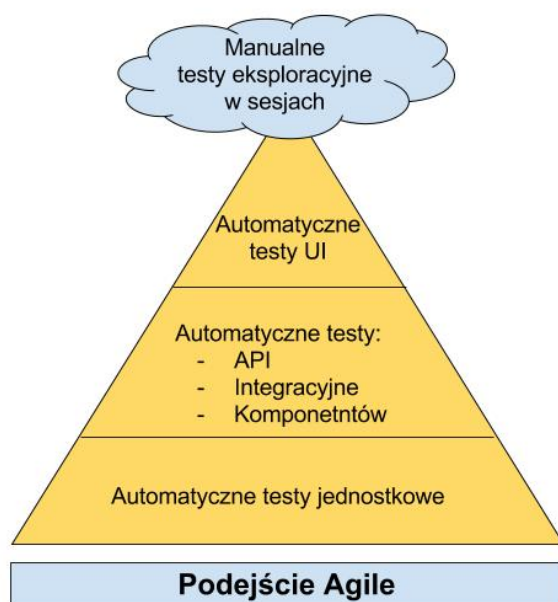 Manualne
testy eksploracyjne
w sesjach
Automatyczne
testy UI
Automatyczne testy:
- API
- Integracyjne
- Komponetntów
Automatyczne testy jednostkowe
Podejście Agile